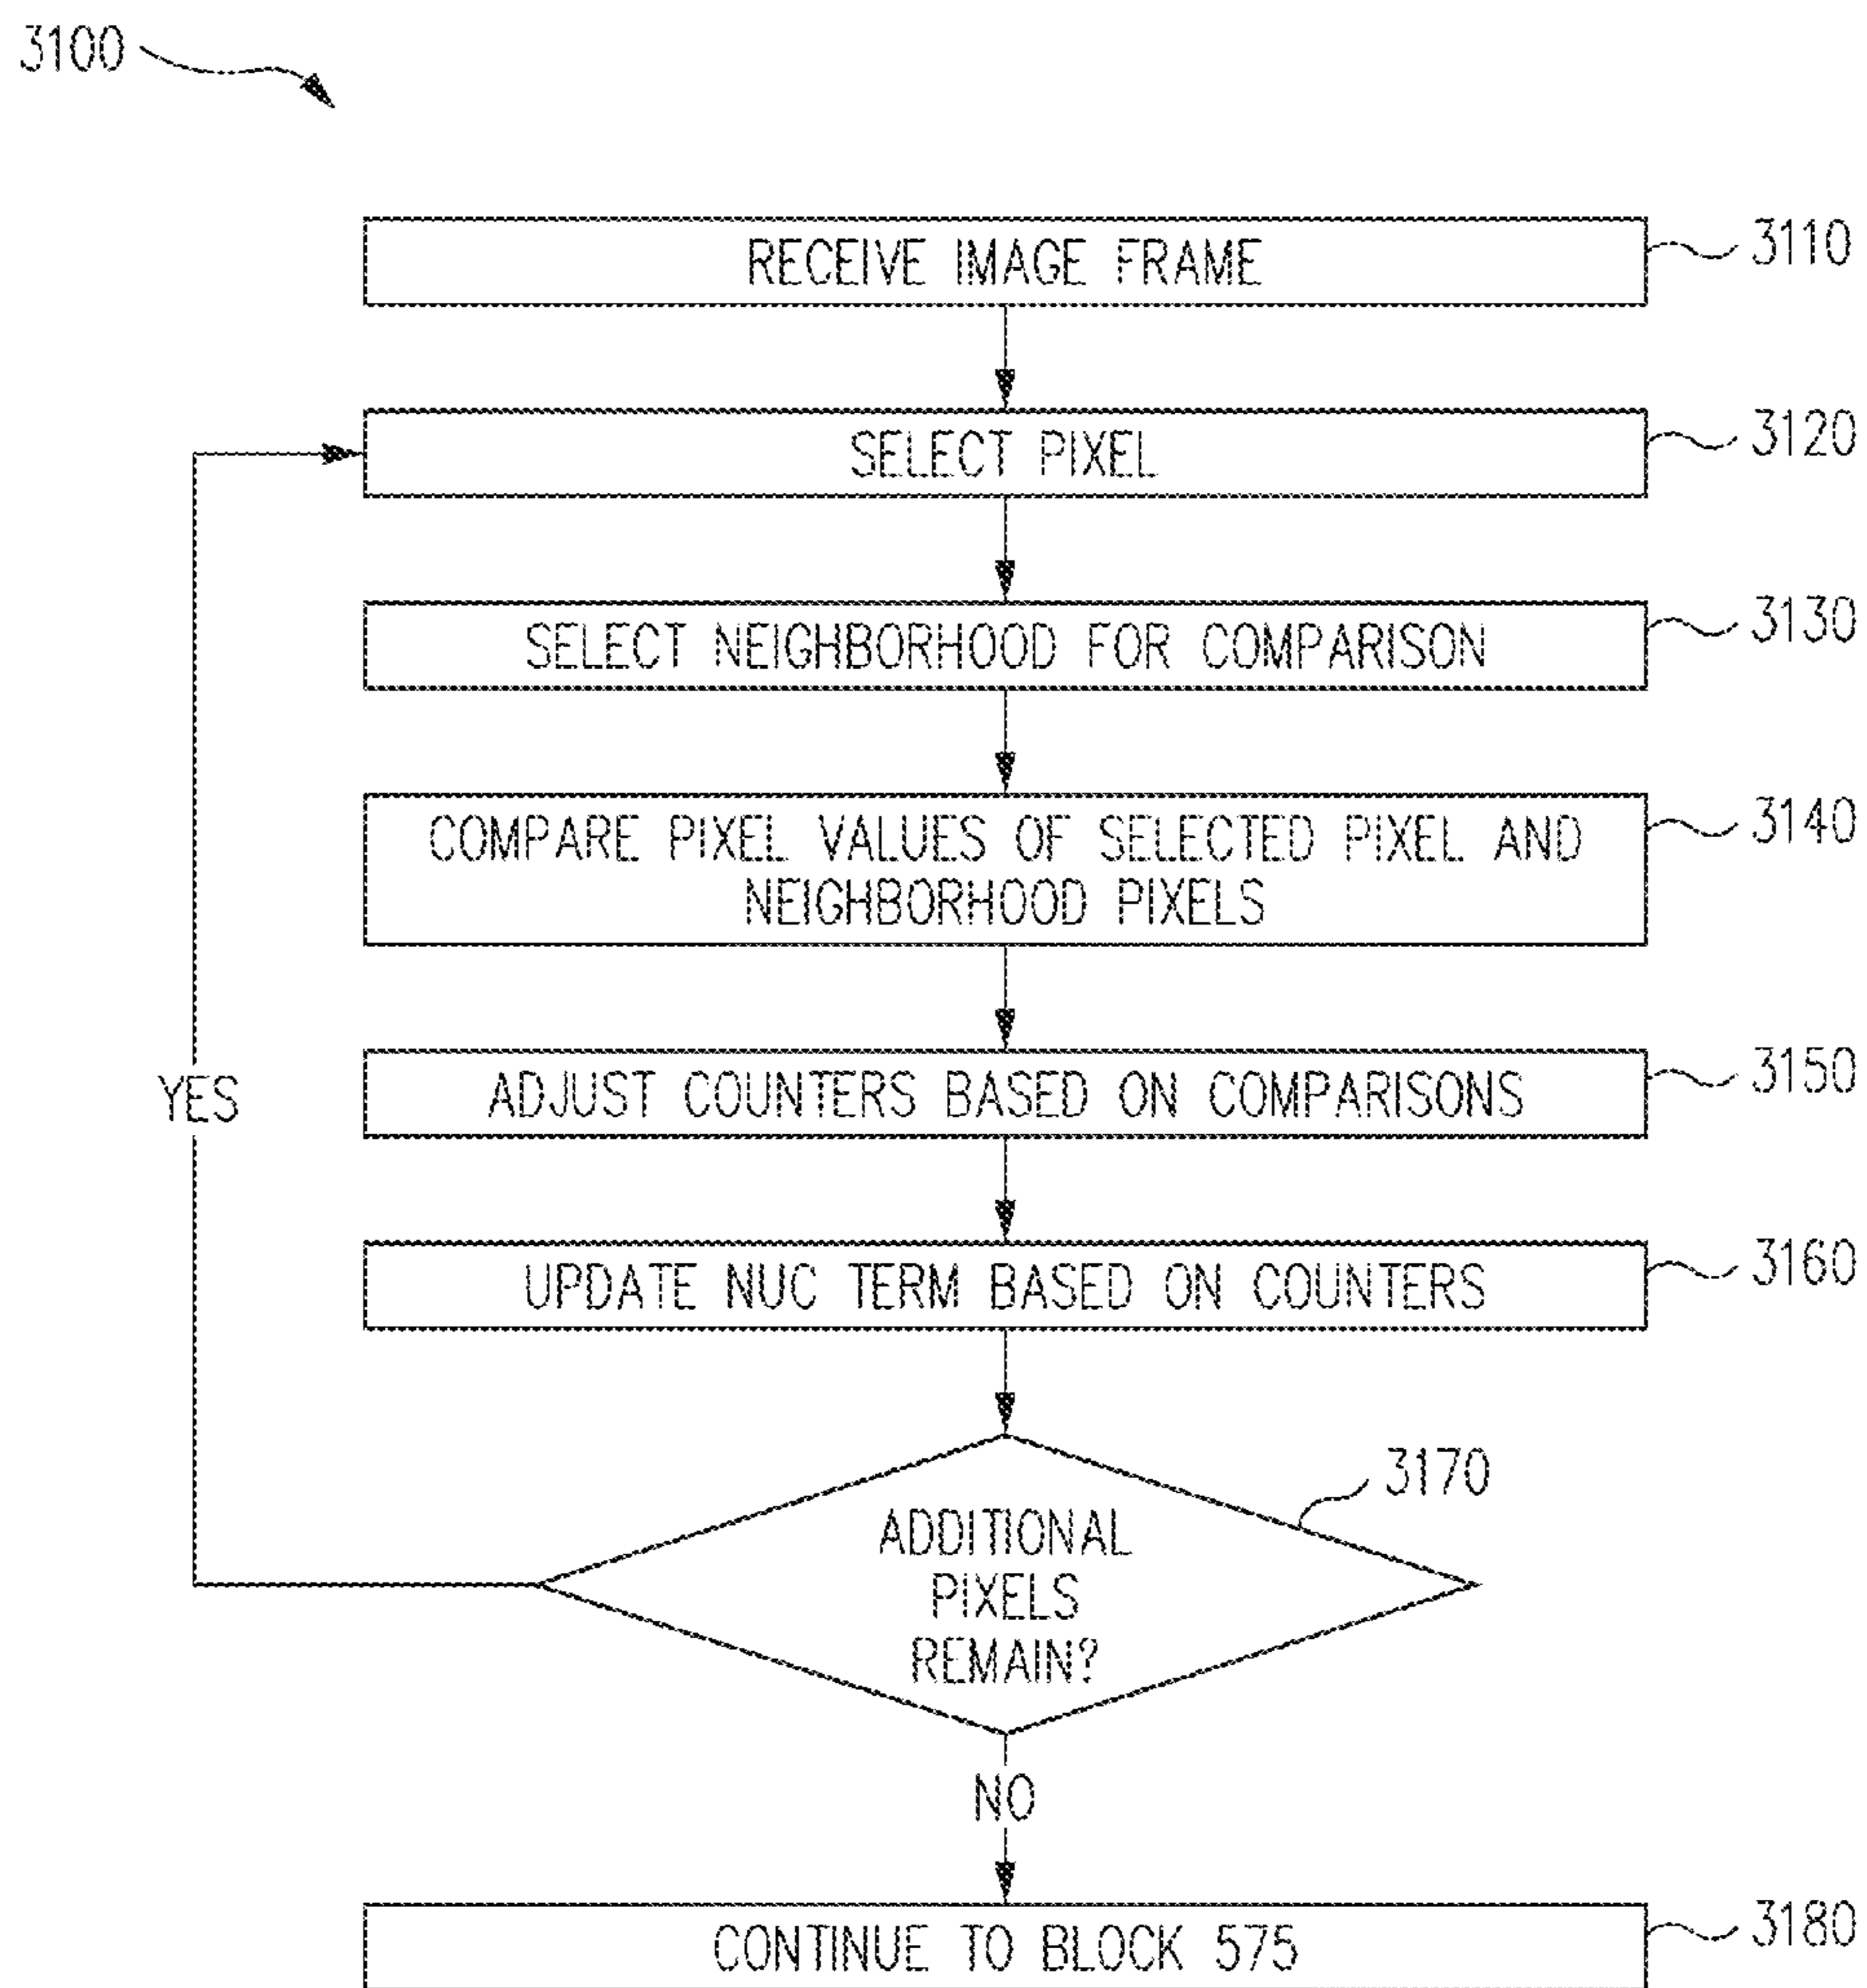 3100
RECEIVE IMAGE FRAME
3110
SELECT PIXEL
3120
SELECT NEIGHBORHOOD FOR COMPARISON
3130
COMPARE PIXEL VALUES OF SELECTED PIXEL AND
NEIGHBORHOOD PIXELS
3140
ADJUST COUNTERS BASED ON COMPARISONS
3150
YES
UPDATE NUC TERM BASED ON COUNTERS
3160
ADDITIONAL
PIXELS
REMAIN?
3170
NO
CONTINUE TO BLOCK 575
3180